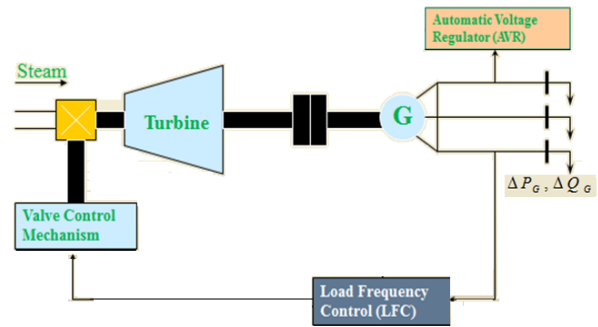 Automatic Voltage
Regulator (AVR)
Steam
Turbine
G
ΔP_G, ΔQ_G
Valve Control
Mechanism
Load Frequency
Control (LFC)